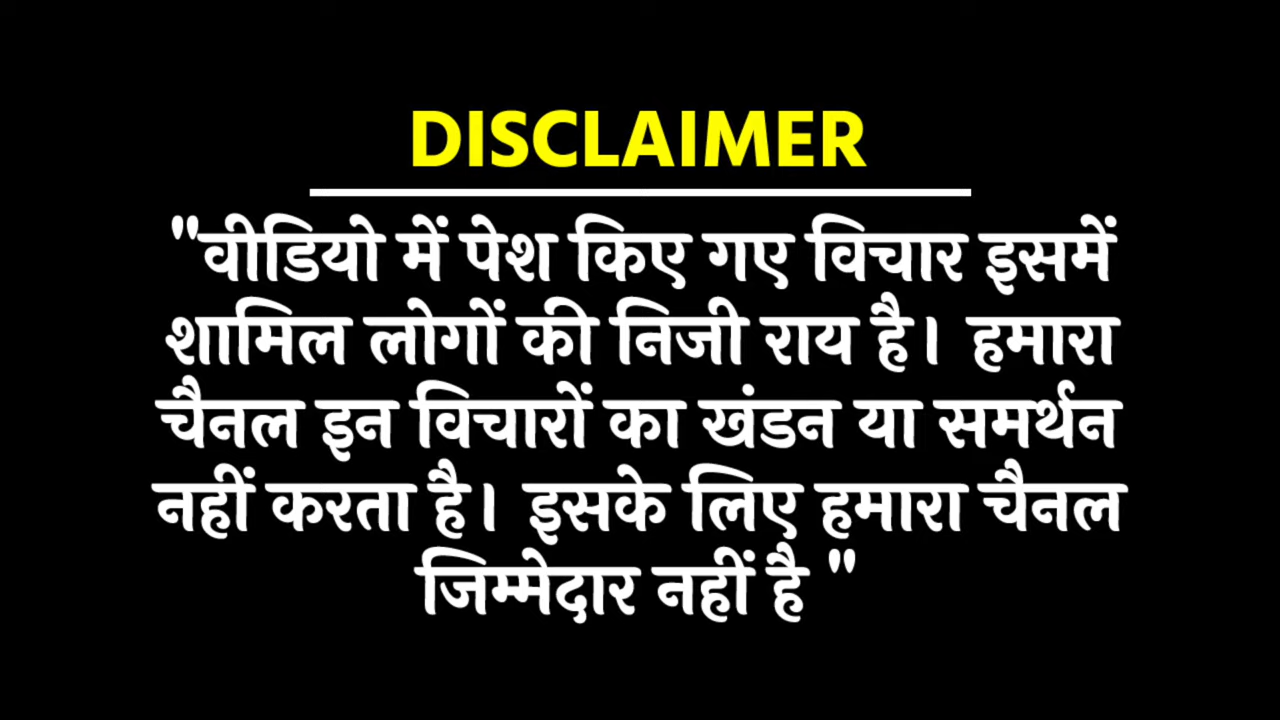 DISCLAIMER
"वीडियो में पेश किए गए विचार इसमें
शामिल लोगों की निजी राय है। हमारा
चैनल इन विचारों का खंडन या समर्थन
नहीं करता है। इसके लिए हमारा चैनल
जिम्मेदार नहीं है "